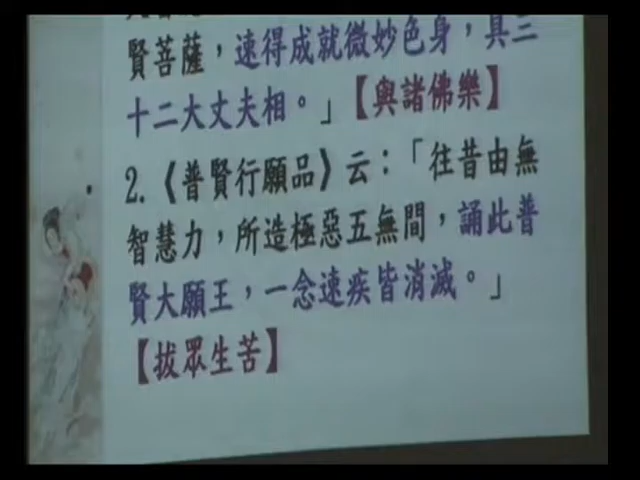 賢菩薩，速得成就微妙色身，具三
十二大丈夫相。」【與諸佛樂】
2.《普賢行願品》云：「往昔由無
智慧力，所造極惡五無間，誦此普
賢大願王，一念速疾皆消滅。」
【拔眾生苦】